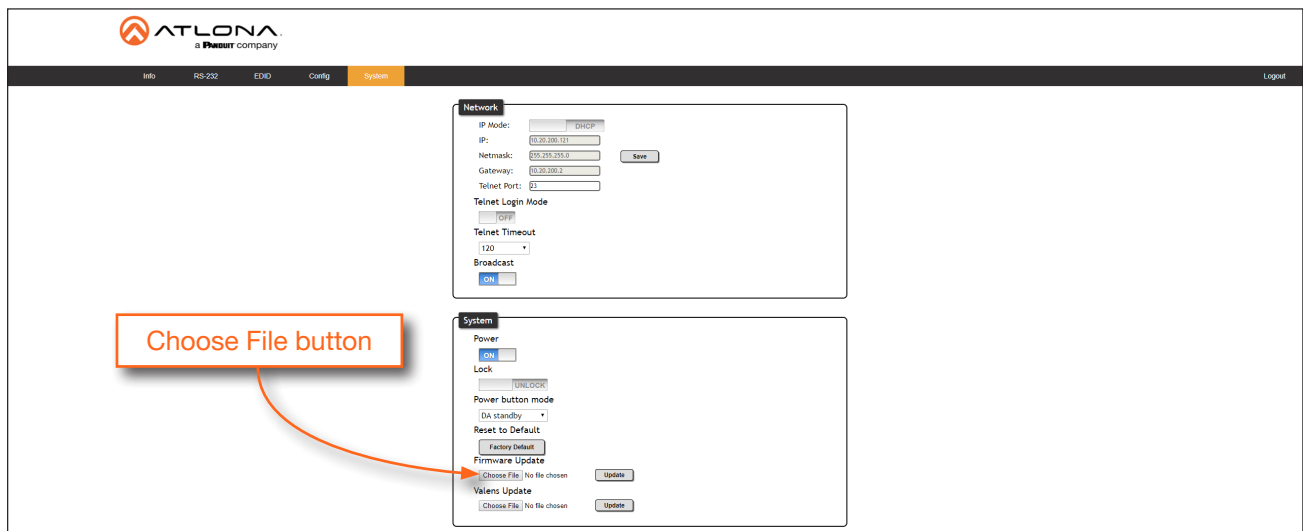 ATLONA.
a PANDUIT company
Info RS-232 EDID Config System Logout
Network
IP Mode: DHCP
IP: 10.20.200.121
Netmask: 255.255.255.0 Save
Gateway: 10.20.200.2
Telnet Port: 23
Telnet Login Mode
OFF
Telnet Timeout
120
Broadcast
ON
System
Choose File button
Power
ON
Lock
UNLOCK
Power button mode
DA standby
Reset to Default
Factory Default
Firmware Update
Choose File No file chosen Update
Valens Update
Choose File No file chosen Update